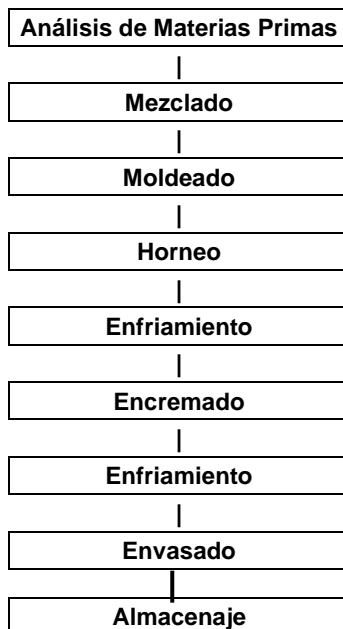 Análisis de Materias Primas
Mezclado
Moldeado
Horneo
Enfriamiento
Encremado
Enfriamiento
Envasado
Almacenaje